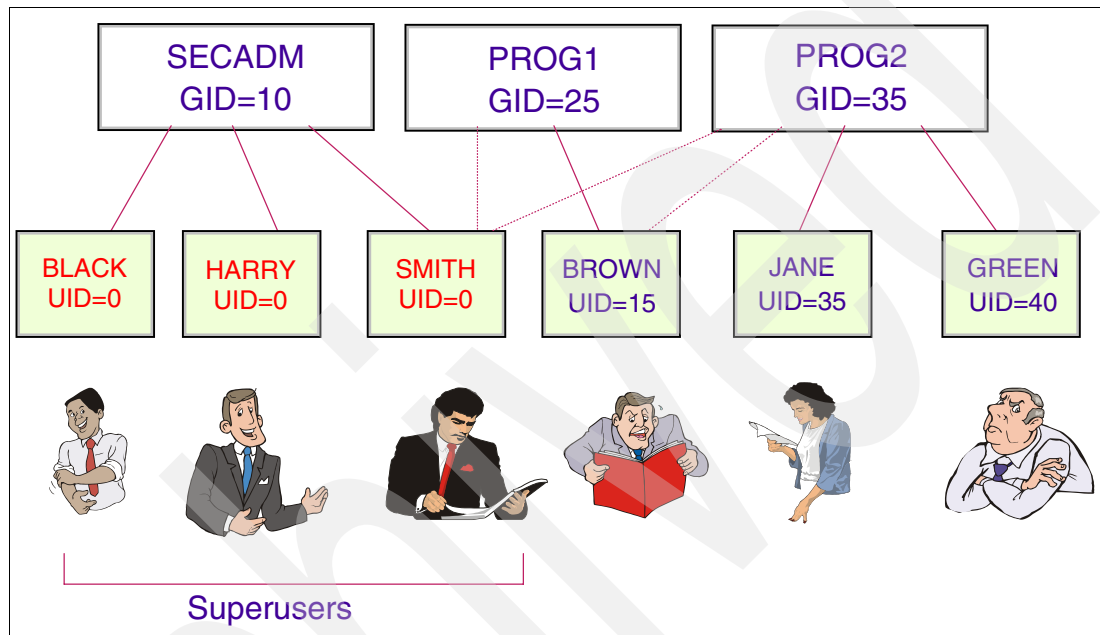 SECADM
GID=10
PROG1
GID=25
PROG2
GID=35
BLACK
UID=0
HARRY
UID=0
SMITH
UID=0
BROWN
UID=15
JANE
UID=35
GREEN
UID=40
Superusers